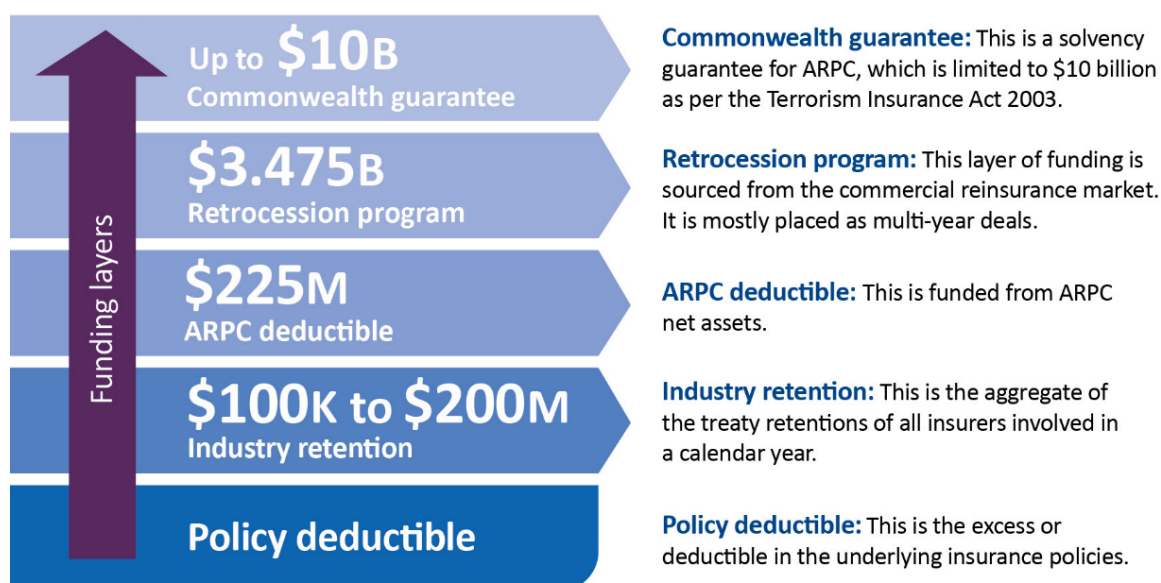 Up to $10B
Commonwealth guarantee
Commonwealth guarantee: This is a solvency
guarantee for ARPC, which is limited to $10 billion
as per the Terrorism Insurance Act 2003.
$3.475B
Retrocession program
Retrocession program: This layer of funding is
sourced from the commercial reinsurance market.
It is mostly placed as multi-year deals.
$225M
ARPC deductible
ARPC deductible: This is funded from ARPC
net assets.
$100K to $200M
Industry retention
Industry retention: This is the aggregate of
the treaty retentions of all insurers involved in
a calendar year.
Policy deductible
Policy deductible: This is the excess or
deductible in the underlying insurance policies.
Funding layers